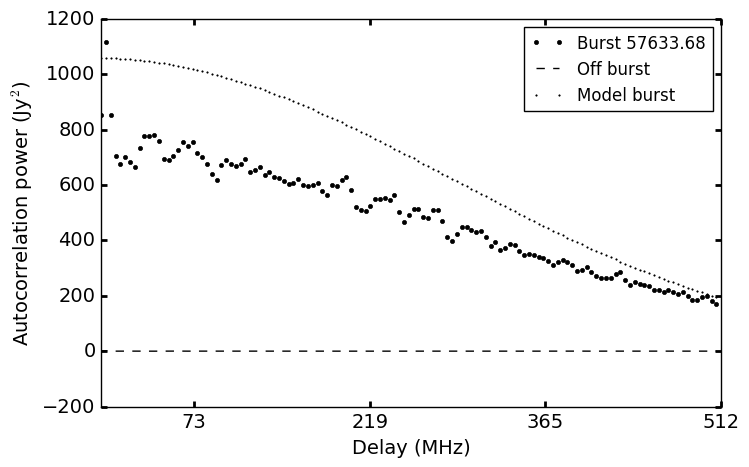 1200
1000
800
600
400
200
0
−200
Autocorrelation power (Jy²)
Burst 57633.68
Off burst
Model burst
73 219 365 512
Delay (MHz)